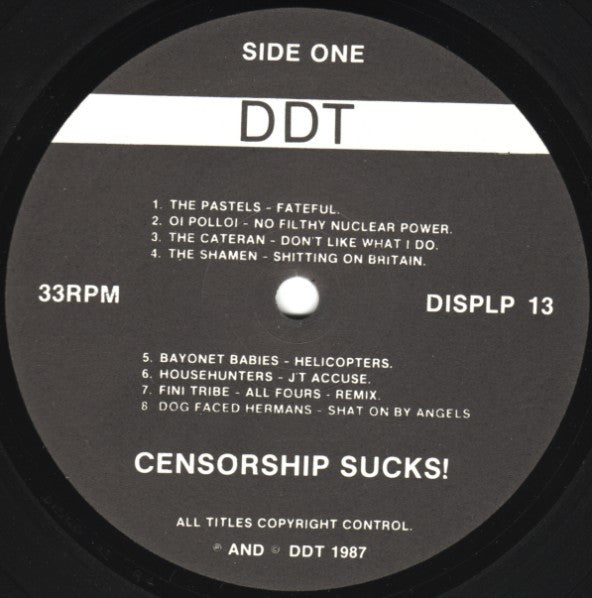 SIDE ONE
DDT
1. THE PASTELS - FATEFUL.
2. OI POLLOI - NO FILTHY NUCLEAR POWER.
3. THE CATERAN - DON'T LIKE WHAT I DO.
4. THE SHAMEN - SHITTING ON BRITAIN.
33RPM
DISPLP 13
5. BAYONET BABIES - HELICOPTERS.
6. HOUSEHUNTERS - J'T ACCUSE.
7. FINI TRIBE - ALL FOURS - REMIX.
8 DOG FACED HERMANS - SHAT ON BY ANGELS
CENSORSHIP SUCKS!
ALL TITLES COPYRIGHT CONTROL.
℗ AND © DDT 1987